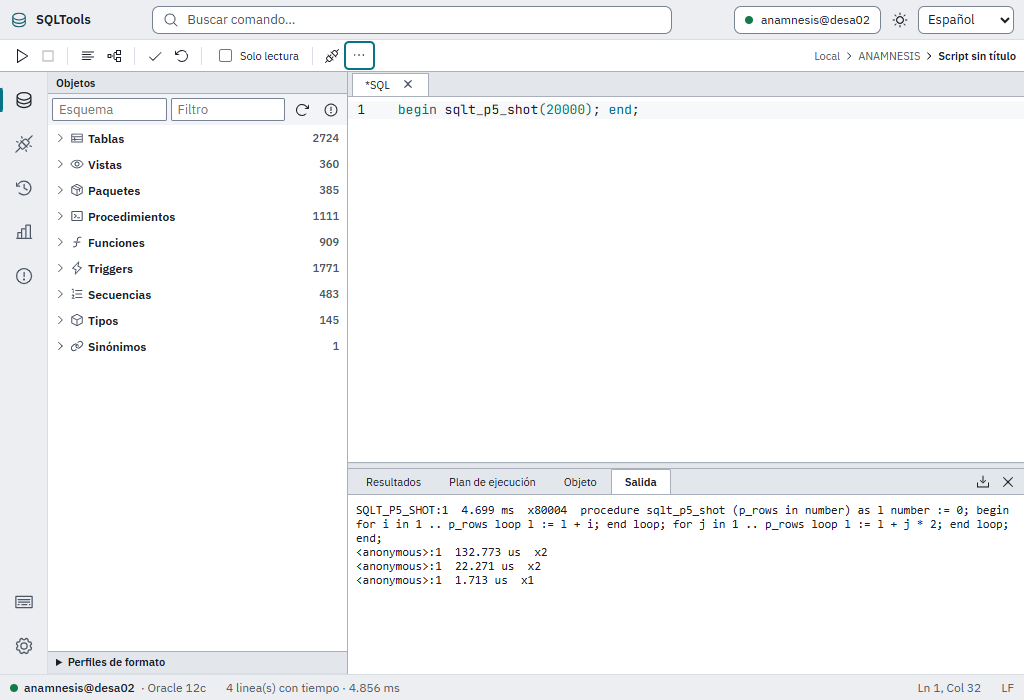 SQLTools
Buscar comando...
anamnesis@desa02
Español
Solo lectura
Local > ANAMNESIS > Script sin título
Objetos
Esquema
Filtro
Tablas 2724
Vistas 360
Paquetes 385
Procedimientos 1111
Funciones 909
Triggers 1771
Secuencias 483
Tipos 145
Sinónimos 1
Perfiles de formato
*SQL
1 begin sqlt_p5_shot(20000); end;
Resultados Plan de ejecución Objeto Salida
SQLT_P5_SHOT:1 4.699 ms x80004 procedure sqlt_p5_shot (p_rows in number) as l number := 0; begin
for i in 1 .. p_rows loop l := l + i; end loop; for j in 1 .. p_rows loop l := l + j * 2; end loop;
end;
<anonymous>:1 132.773 us x2
<anonymous>:1 22.271 us x2
<anonymous>:1 1.713 us x1
anamnesis@desa02 · Oracle 12c 4 linea(s) con tiempo · 4.856 ms
Ln 1, Col 32 LF